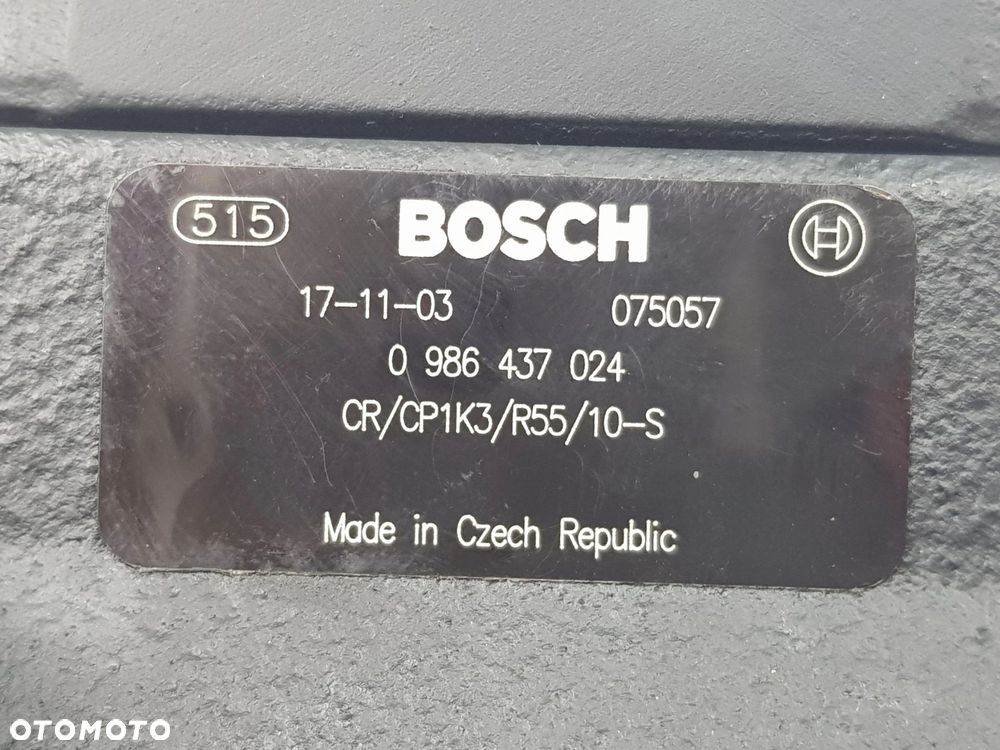 515 BOSCH
17-11-03 075057
0 986 437 024
CR/CP1K3/R55/10-S
Made in Czech Republic
OTOMOTO